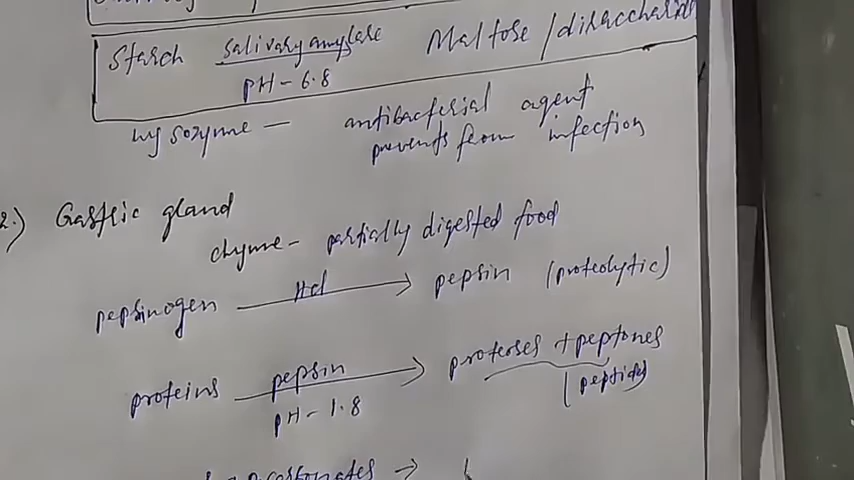 Starch salivary amylase Maltose / disaccharides
pH - 6.8
lysozyme — antibacterial agent
prevents from infection
2.) Gastric gland
chyme - partially digested food
pepsinogen HCl → pepsin (proteolytic)
proteins pepsin → proteoses + peptones
pH - 1.8 (peptides)